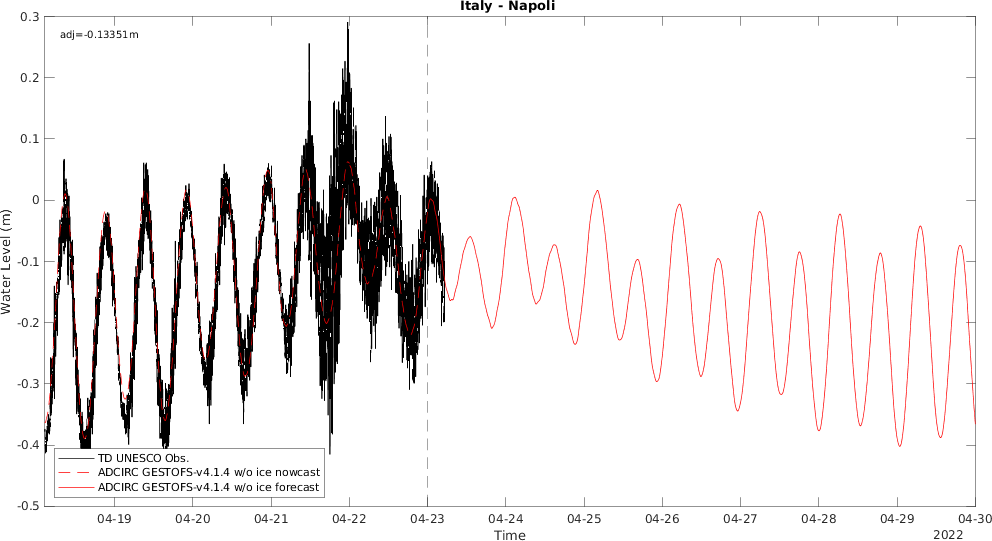 Italy - Napoli
adj=-0.13351m
0.3
0.2
0.1
0
-0.1
-0.2
-0.3
-0.4
-0.5
Water Level (m)
TD UNESCO Obs.
ADCIRC GESTOFS-v4.1.4 w/o ice nowcast
ADCIRC GESTOFS-v4.1.4 w/o ice forecast
04-19 04-20 04-21 04-22 04-23 04-24 04-25 04-26 04-27 04-28 04-29 04-30
Time
2022